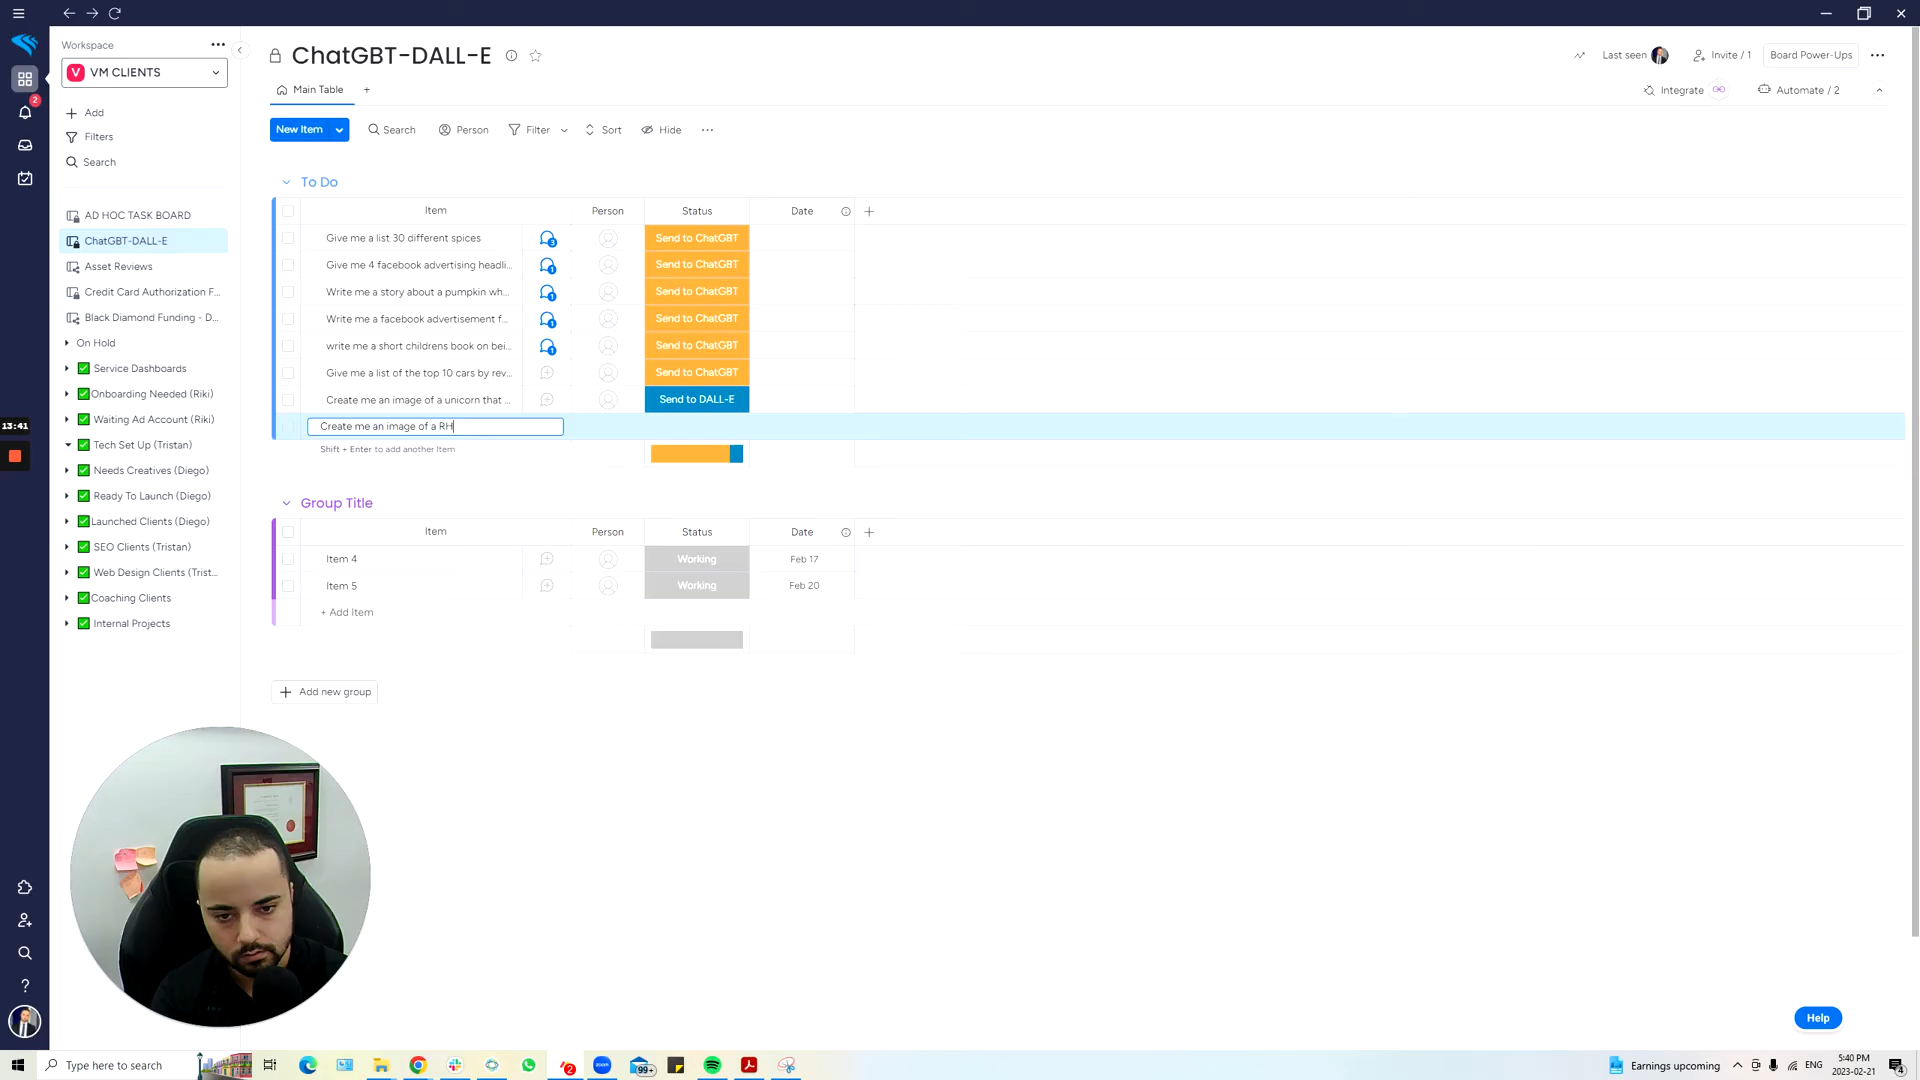 Workspace
V VM CLIENTS
Add
Filters
Search
AD HOC TASK BOARD
ChatGBT-DALL-E
Asset Reviews
Credit Card Authorization F...
Black Diamond Funding - D...
On Hold
Service Dashboards
Onboarding Needed (Riki)
Waiting Ad Account (Riki)
Tech Set Up (Tristan)
Needs Creatives (Diego)
Ready To Launch (Diego)
Launched Clients (Diego)
SEO Clients (Tristan)
Web Design Clients (Trist...
Coaching Clients
Internal Projects
2
13:41
ChatGBT-DALL-E
Last seen
Invite / 1
Board Power-Ups
Main Table
Integrate
Automate / 2
New Item
Search
Person
Filter
Sort
Hide
To Do
Item Person Status Date
Give me a list 30 different spices 3 Send to ChatGBT
Give me 4 facebook advertising headli... 1 Send to ChatGBT
Write me a story about a pumpkin wh... 1 Send to ChatGBT
Write me a facebook advertisement f... 1 Send to ChatGBT
write me a short childrens book on bei... 1 Send to ChatGBT
Give me a list of the top 10 cars by rev... Send to ChatGBT
Create me an image of a unicorn that ... Send to DALL-E
Create me an image of a RH
Shift + Enter to add another Item
Group Title
Item Person Status Date
Item 4 Working Feb 17
Item 5 Working Feb 20
+ Add Item
Add new group
Help
Type here to search
zoom
2
99+
Earnings upcoming
ENG
5:40 PM
2023-02-21
4